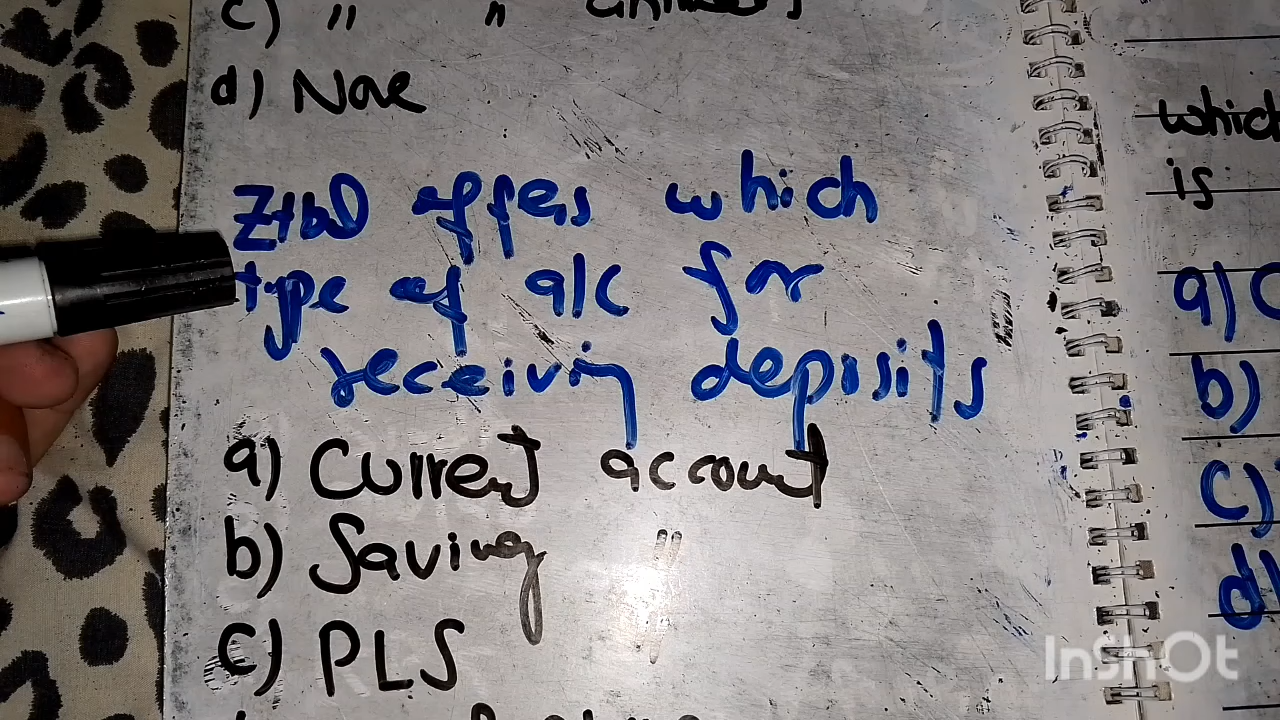 c) " "
d) None
Ztbl offers which
type of a/c for
receiving deposits
a) Current account
b) Saving "
c) PLS "
which
is
a) C
b)
c)
d)
InShOt